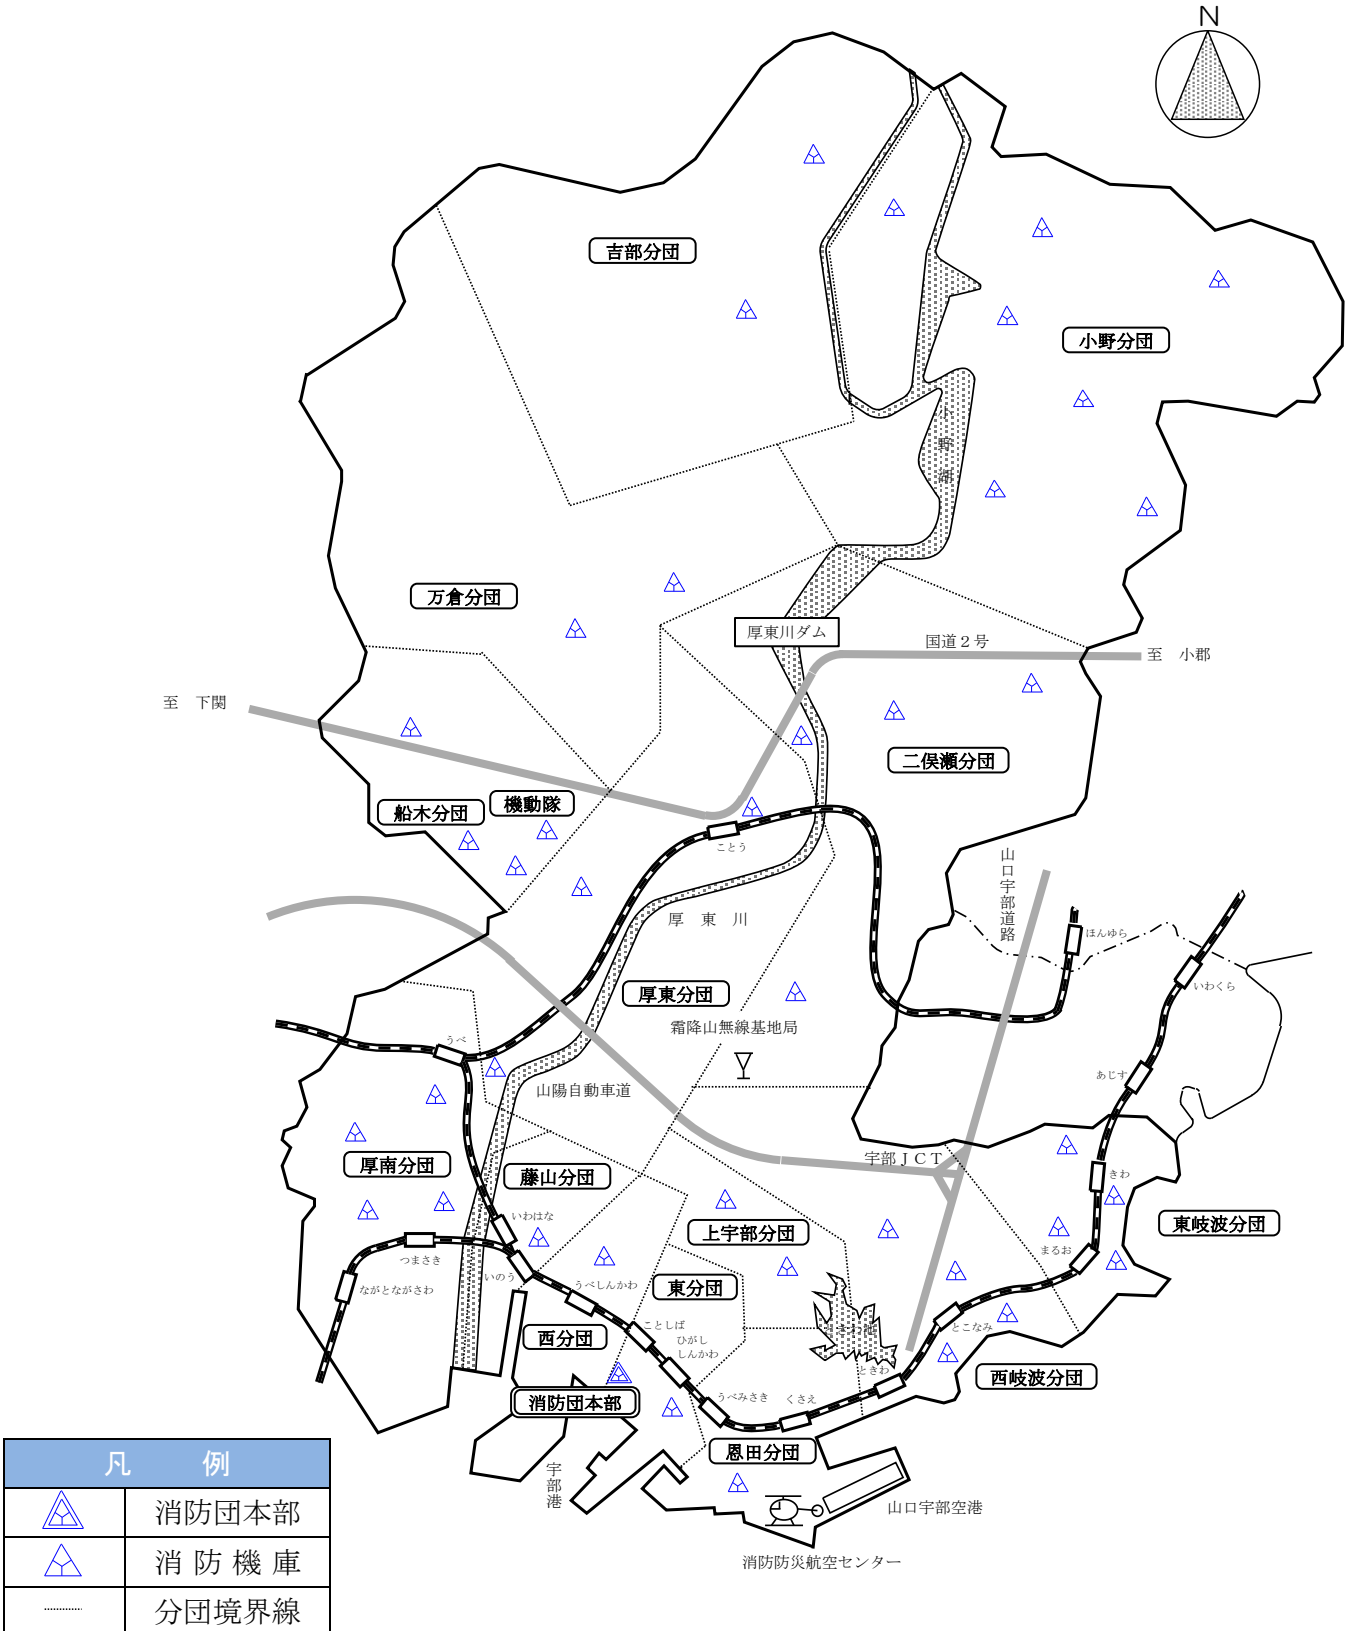 N
吉部分団
小野分団
小野湖
万倉分団
厚東川ダム
国道２号
至　小郡
至　下関
二俣瀬分団
船木分団
機動隊
ことう
山口宇部道路
厚　東　川
ほんゆら
いわくら
厚東分団
霜降山無線基地局
うべ
山陽自動車道
あじす
厚南分団
藤山分団
宇部ＪＣＴ
きわ
いわはな
上宇部分団
東岐波分団
つまさき
いのう
まるお
ながとながさわ
うべしんかわ
東分団
西分団
ことしば
ひがし
しんかわ
とこなみ
ときわ
西岐波分団
消防団本部
うべみさき
くさえ
恩田分団
宇部港
山口宇部空港
消防防災航空センター
凡　例
消防団本部
消防機庫
分団境界線